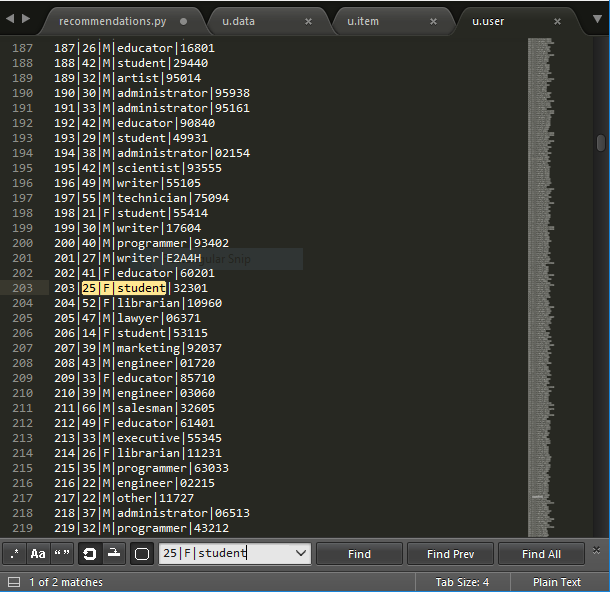 recommendations.py u.data u.item u.user
187 187|26|M|educator|16801
188 188|42|M|student|29440
189 189|32|M|artist|95014
190 190|30|M|administrator|95938
191 191|33|M|administrator|95161
192 192|42|M|educator|90840
193 193|29|M|student|49931
194 194|38|M|administrator|02154
195 195|42|M|scientist|93555
196 196|49|M|writer|55105
197 197|55|M|technician|75094
198 198|21|F|student|55414
199 199|30|M|writer|17604
200 200|40|M|programmer|93402
201 201|27|M|writer|E2A4H
202 202|41|F|educator|60201
203 203|25|F|student|32301
204 204|52|F|librarian|10960
205 205|47|M|lawyer|06371
206 206|14|F|student|53115
207 207|39|M|marketing|92037
208 208|43|M|engineer|01720
209 209|33|F|educator|85710
210 210|39|M|engineer|03060
211 211|66|M|salesman|32605
212 212|49|F|educator|61401
213 213|33|M|executive|55345
214 214|26|F|librarian|11231
215 215|35|M|programmer|63033
216 216|22|M|engineer|02215
217 217|22|M|other|11727
218 218|37|M|administrator|06513
219 219|32|M|programmer|43212
.* Aa “” 25|F|student Find Find Prev Find All
1 of 2 matches Tab Size: 4 Plain Text